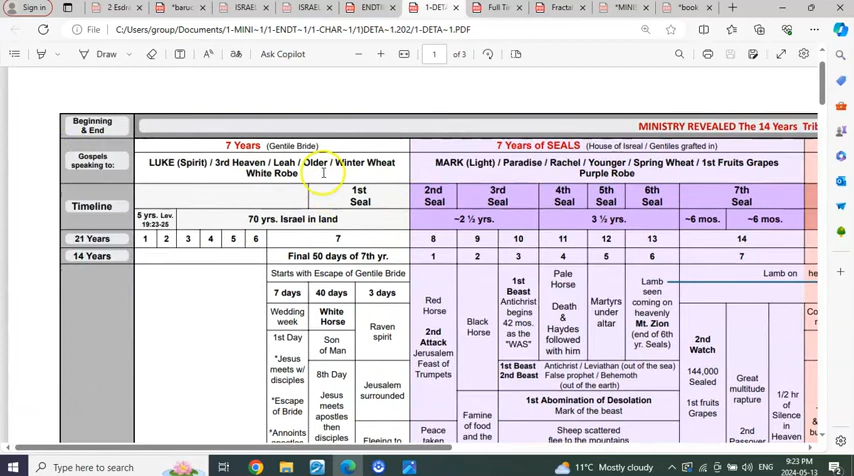 Sign in
2 Esdra
*baruc
ISRAEL
ISRAEL
ENDTI
1-DETA
Full Tim
Fractal
*MINIS
*book
File
C:/Users/group/Documents/1-MINI~1/1-ENDT~1/1-CHAR~1/1)DETA~1.202/1-DETA~1.PDF
Draw
Ask Copilot
1 of 3
Beginning
& End
MINISTRY REVEALED The 14 Years Trib
7 Years (Gentile Bride)
7 Years of SEALS (House of Isreal / Gentiles grafted in)
Gospels
speaking to:
LUKE (Spirit) / 3rd Heaven / Leah / Older / Winter Wheat
White Robe
MARK (Light) / Paradise / Rachel / Younger / Spring Wheat / 1st Fruits Grapes
Purple Robe
Timeline
1st
Seal
2nd
Seal
3rd
Seal
4th
Seal
5th
Seal
6th
Seal
7th
Seal
5 yrs. Lev.
19:23-25
70 yrs. Israel in land
~2 ½ yrs.
3 ½ yrs.
~6 mos.
~6 mos.
21 Years
1 2 3 4 5 6 7 8 9 10 11 12 13 14
14 Years
Final 50 days of 7th yr.
1 2 3 4 5 6 7
Starts with Escape of Gentile Bride
7 days
40 days
3 days
Wedding
week
1st Day
*Jesus
meets w/
disciples
*Escape
of Bride
*Annoints
apostles
White
Horse
Son
of Man
8th Day
Jesus
meets
apostles
then
disciples
Raven
spirit
Jerusalem
surrounded
Fleeing to
Red
Horse
2nd
Attack
Jerusalem
Feast of
Trumpets
Peace
taken
Black
Horse
Famine
of food
and the
1st
Beast
Antichrist
begins
42 mos.
as the
"WAS"
Pale
Horse
Death
&
Haydes
followed
with him
Martyrs
under
altar
Lamb
seen
coming on
heavenly
Mt. Zion
(end of 6th
yr. Seals)
1st Beast Antichrist / Leviathan (out of the sea)
2nd Beast False prophet / Behemoth
(out of the earth)
1st Abomination of Desolation
Mark of the beast
Sheep scattered
flee to the mountains
Lamb on
he
2nd
Watch
144,000
Sealed
1st fruits
Grapes
Great
multitude
rapture
2nd
Passover
1/2 hr
of
Silence
in
Heaven
Type here to search
11°C Mostly cloudy
9:23 PM
2024-05-13